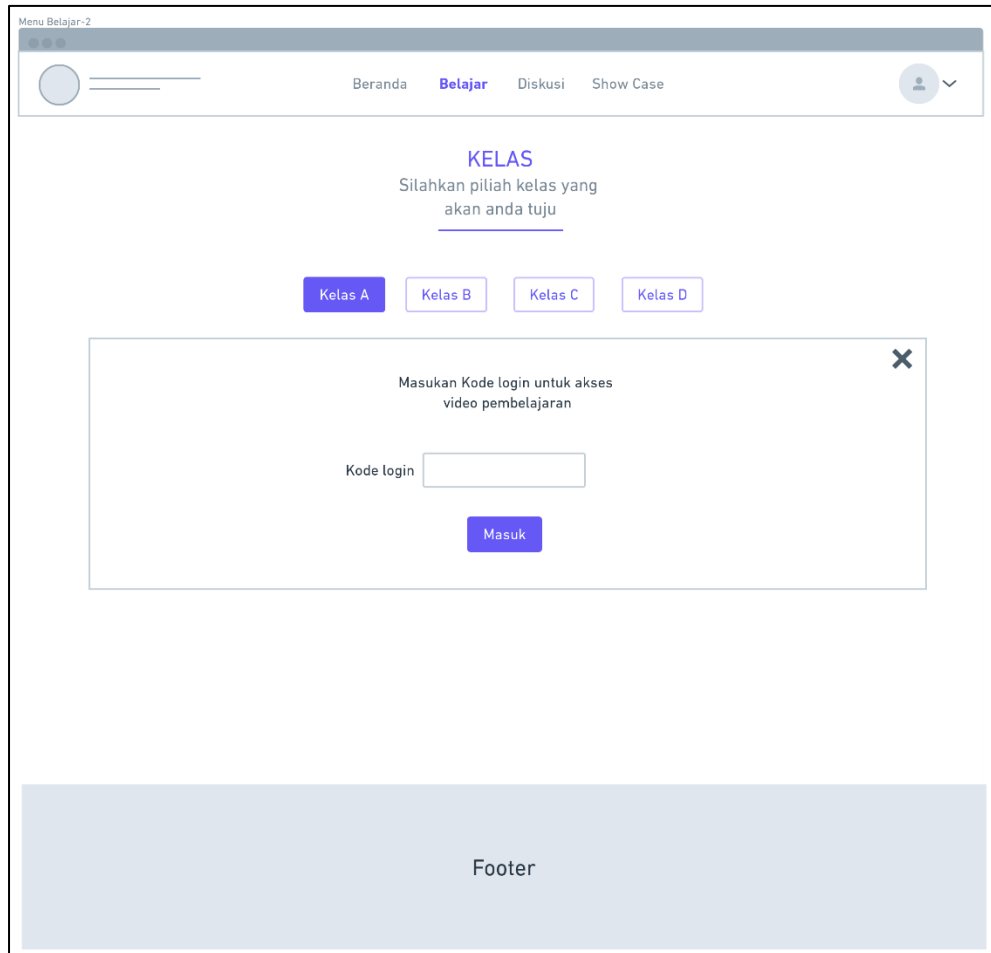 Menu Belajar-2
Beranda Belajar Diskusi Show Case
KELAS
Silahkan piliah kelas yang
akan anda tuju
Kelas A Kelas B Kelas C Kelas D
Masukan Kode login untuk akses
video pembelajaran
Kode login
Masuk
Footer